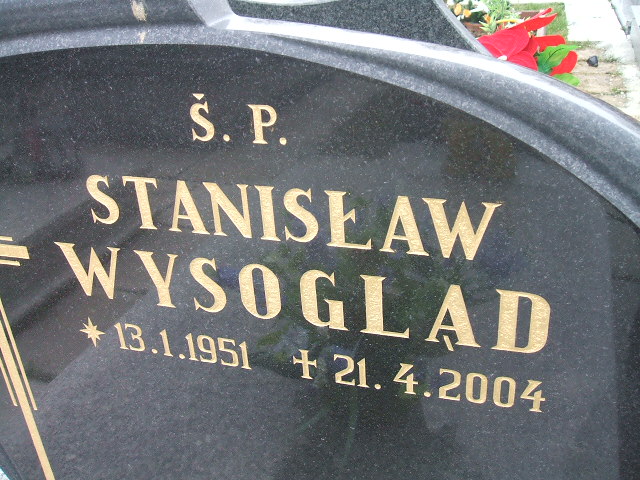 Š. P.
STANISŁAW
WYSOGLĄD
* 13.1.1951 + 21.4.2004